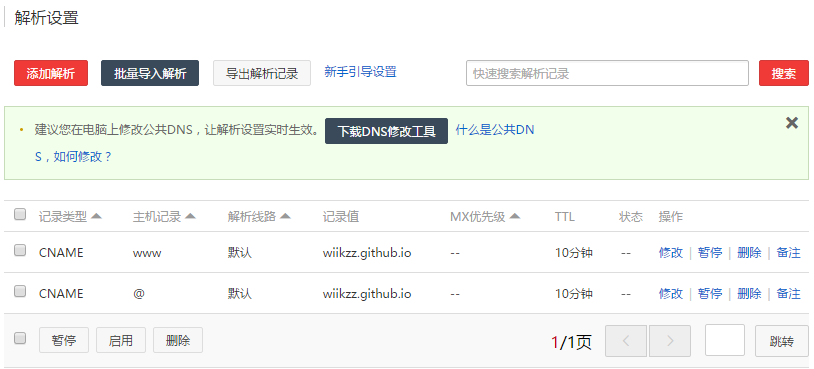 解析设置
添加解析 批量导入解析 导出解析记录 新手引导设置 快速搜索解析记录 搜索
建议您在电脑上修改公共DNS，让解析设置实时生效。 下载DNS修改工具 什么是公共DN
S，如何修改？
记录类型 主机记录 解析线路 记录值 MX优先级 TTL 状态 操作
CNAME www 默认 wiikzz.github.io -- 10分钟 -- 修改 | 暂停 | 删除 | 备注
CNAME @ 默认 wiikzz.github.io -- 10分钟 -- 修改 | 暂停 | 删除 | 备注
暂停 启用 删除 1/1页 跳转